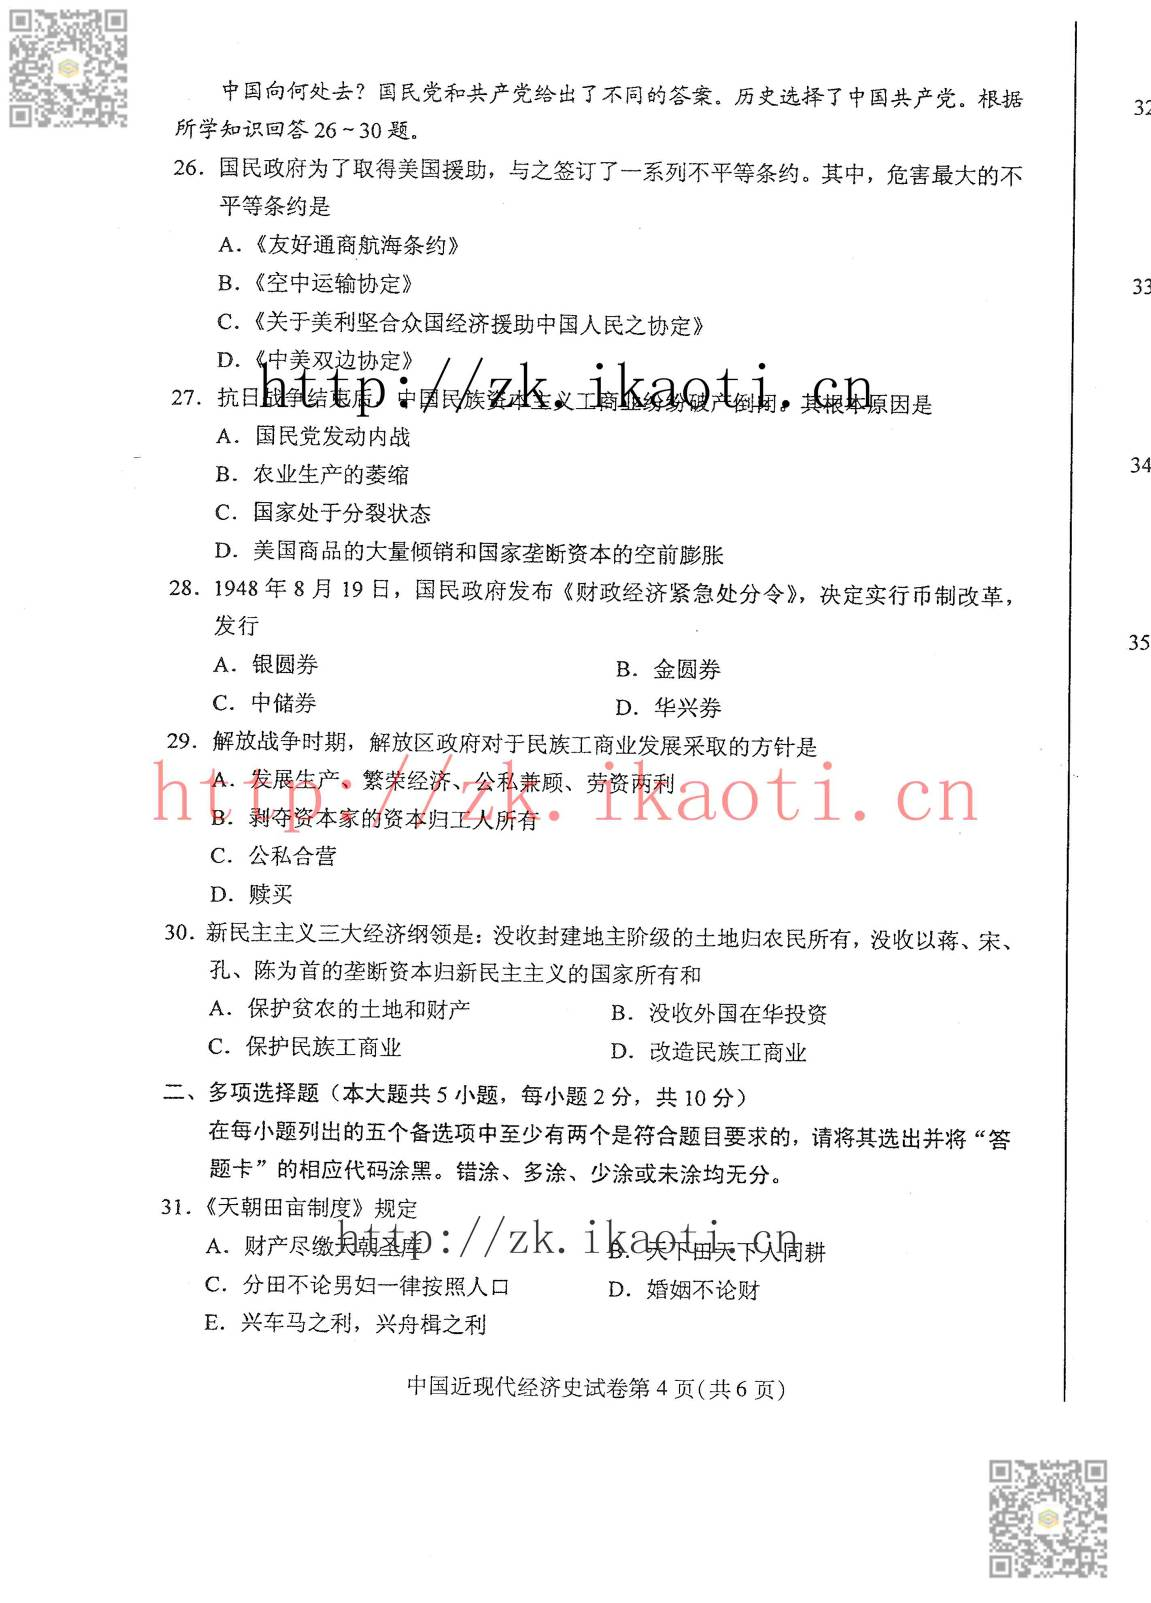 中国向何处去？国民党和共产党给出了不同的答案。历史选择了中国共产党。根据
所学知识回答 26～30 题。
26．国民政府为了取得美国援助，与之签订了一系列不平等条约。其中，危害最大的不
平等条约是
A．《友好通商航海条约》
B．《空中运输协定》
C．《关于美利坚合众国经济援助中国人民之协定》
D．《中美双边协定》
http://zk.ikaoti.cn
27．抗日战争结束后，中国民族资本主义工商业纷纷破产倒闭。其根本原因是
A．国民党发动内战
B．农业生产的萎缩
C．国家处于分裂状态
D．美国商品的大量倾销和国家垄断资本的空前膨胀
28．1948 年 8 月 19 日，国民政府发布《财政经济紧急处分令》，决定实行币制改革，
发行
A．银圆券 B．金圆券
C．中储券 D．华兴券
29．解放战争时期，解放区政府对于民族工商业发展采取的方针是
A．发展生产、繁荣经济、公私兼顾、劳资两利
http://zk.ikaoti.cn
B．剥夺资本家的资本归工人所有
C．公私合营
D．赎买
30．新民主主义三大经济纲领是：没收封建地主阶级的土地归农民所有，没收以蒋、宋、
孔、陈为首的垄断资本归新民主主义的国家所有和
A．保护贫农的土地和财产 B．没收外国在华投资
C．保护民族工商业 D．改造民族工商业
二、多项选择题（本大题共 5 小题，每小题 2 分，共 10 分）
在每小题列出的五个备选项中至少有两个是符合题目要求的，请将其选出并将“答
题卡”的相应代码涂黑。错涂、多涂、少涂或未涂均无分。
31．《天朝田亩制度》规定
http://zk.ikaoti.cn
A．财产尽缴天朝圣库 B．天下田天下人同耕
C．分田不论男妇一律按照人口 D．婚姻不论财
E．兴车马之利，兴舟楫之利
中国近现代经济史试卷第 4 页（共 6 页）
32
33
34
35